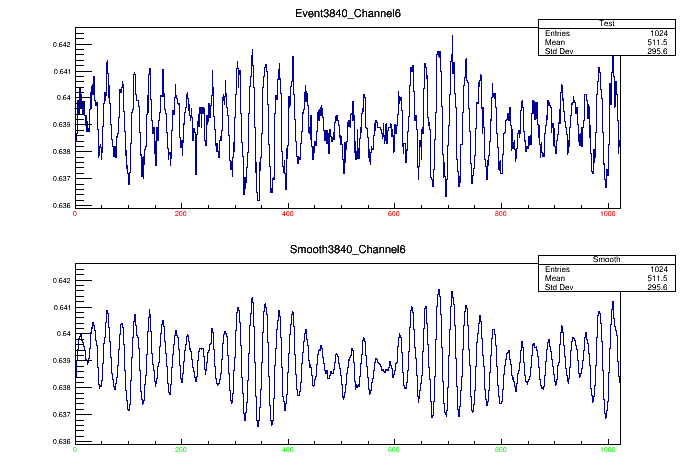 Event3840_Channel6
Test
Entries 1024
Mean 511.5
Std Dev 295.6
0.642
0.641
0.64
0.639
0.638
0.637
0.636
0 200 400 600 800 1000
Smooth3840_Channel6
Smooth
Entries 1024
Mean 511.5
Std Dev 295.6
0.642
0.641
0.64
0.639
0.638
0.637
0.636
0 200 400 600 800 1000